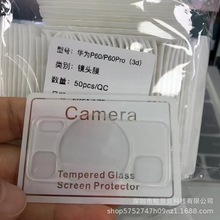 型号：华为P60/P60Pro（3d）
类别：镜头膜
数量：50pcs/QC
Camera
Tempered Glass
Screen Protector
shop5752747h09nz1.1688.com